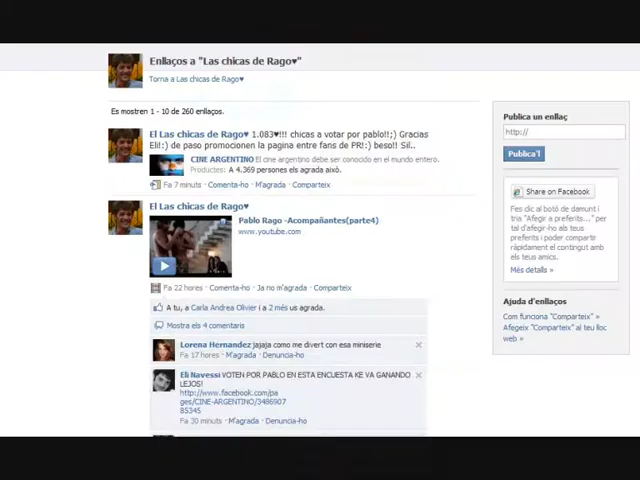 Enllaços a "Las chicas de Rago♥"
Torna a Las chicas de Rago♥
Es mostren 1 - 10 de 260 enllaços.
El Las chicas de Rago♥ 1.083♥!!! chicas a votar por pablo!!;) Gracias
Eli!:) de paso promocionen la pagina entre fans de PR!:) beso!! Sil..
CINE ARGENTINO El cine argentino debe ser conocido en el mundo entero.
Productes: A 4.369 persones els agrada això.
Fa 7 minuts · Comenta-ho · M'agrada · Comparteix
El Las chicas de Rago♥
Pablo Rago -Acompañantes(parte4)
www.youtube.com
Fa 22 hores · Comenta-ho · Ja no m'agrada · Comparteix
A tu, a Carla Andrea Olivier i a 2 més us agrada.
Mostra els 4 comentaris
Lorena Hernandez jajaja como me divert con esa miniserie
Fa 17 hores · M'agrada · Denuncia-ho
Eli Navessi VOTEN POR PABLO EN ESTA ENCUESTA KE VA GANANDO
LEJOS!
http://www.facebook.com/pa
ges/CINE-ARGENTINO/3486907
85345
Fa 30 minuts · M'agrada · Denuncia-ho
Publica un enllaç
http://
Publica'l
Share on Facebook
Fes clic al botó de damunt i
tria "Afegir a preferits..." per
tal d'afegir-ho als teus
preferits i poder compartir
ràpidament el contingut amb
els teus amics.
Més detalls »
Ajuda d'enllaços
Com funciona "Comparteix" »
Afegeix "Comparteix" al teu lloc
web »